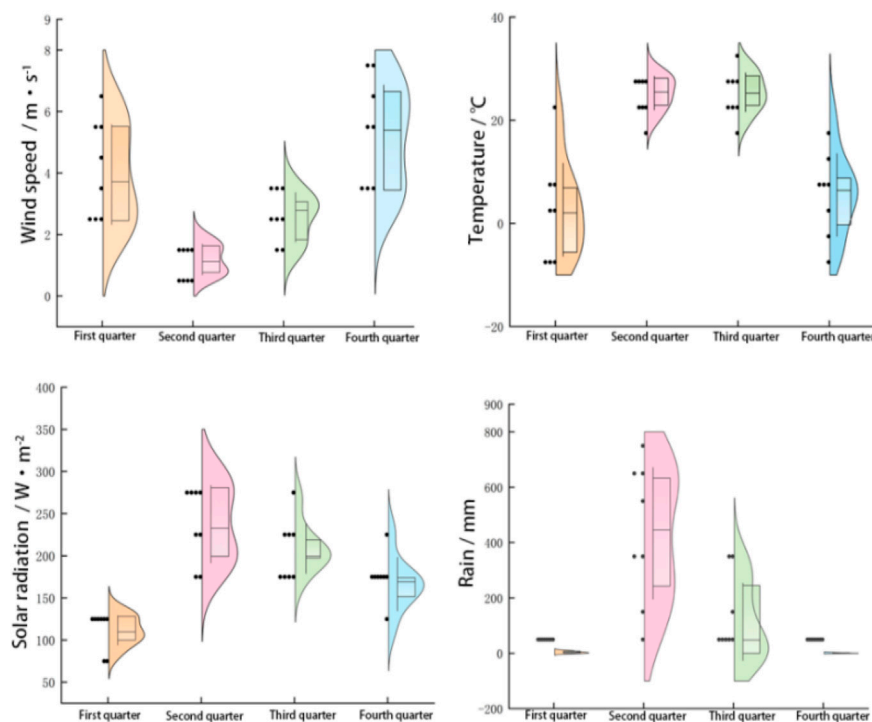 Wind speed / m • s⁻¹
9
8
6
4
2
0
First quarter
Second quarter
Third quarter
Fourth quarter
Temperature / ℃
40
20
0
−20
First quarter
Second quarter
Third quarter
Fourth quarter
Solar radiation / W • m⁻²
400
350
300
250
200
150
100
50
First quarter
Second quarter
Third quarter
Fourth quarter
Rain / mm
900
800
600
400
200
0
−200
First quarter
Second quarter
Third quarter
Fourth quarter